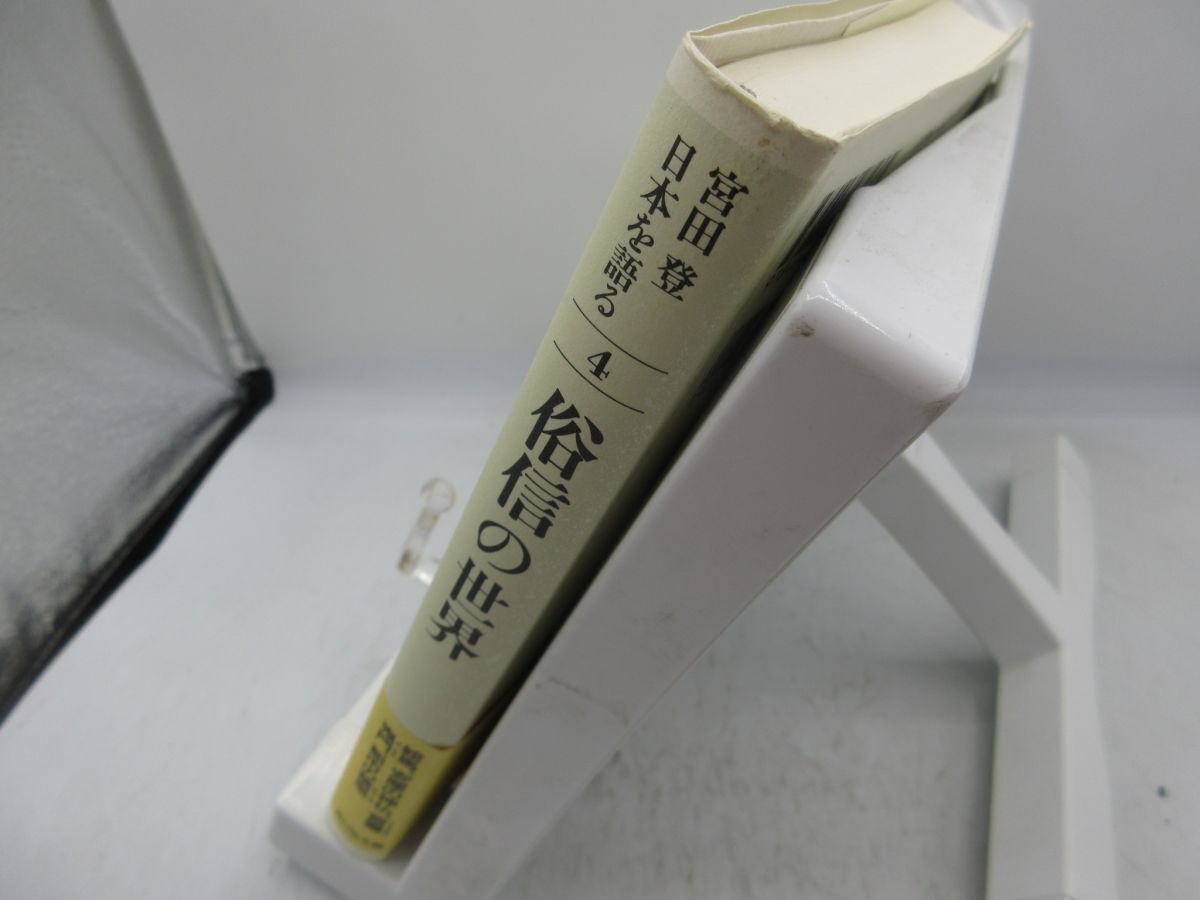 宮田 登
日本を語る
4
俗信の世界